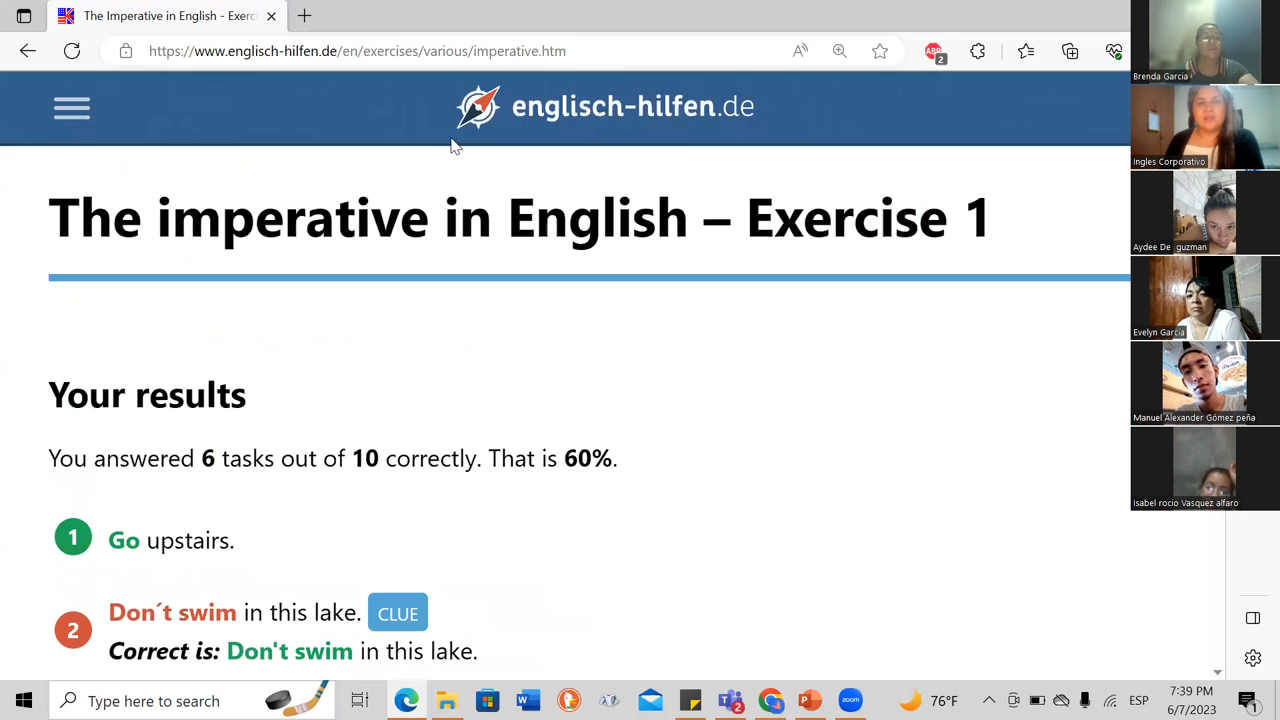 The Imperative in English - Exerc
https://www.englisch-hilfen.de/en/exercises/various/imperative.htm
2
englisch-hilfen.de
The imperative in English – Exercise 1
Your results
You answered 6 tasks out of 10 correctly. That is 60%.
1 Go upstairs.
2 Don´t swim in this lake. CLUE
Correct is: Don't swim in this lake.
Brenda Garcia
Ingles Corporativo
Aydee De guzman
Evelyn Garcia
Manuel Alexander Gómez peña
Isabel rocio Vasquez alfaro
Type here to search
2
76°F
ESP
7:39 PM
6/7/2023
1